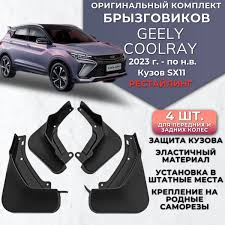 ОРИГИНАЛЬНЫЙ КОМПЛЕКТ
БРЫЗГОВИКОВ
GEELY
COOLRAY
2023 г. - по н.в.
Кузов SX11
РЕСТАЙЛИНГ
4 ШТ.
ДЛЯ ПЕРЕДНИХ И
ЗАДНИХ КОЛЕС
ЗАЩИТА КУЗОВА
ЭЛАСТИЧНЫЙ МАТЕРИАЛ
УСТАНОВКА В
ШТАТНЫЕ МЕСТА
КРЕПЛЕНИЕ НА
РОДНЫЕ
САМОРЕЗЫ